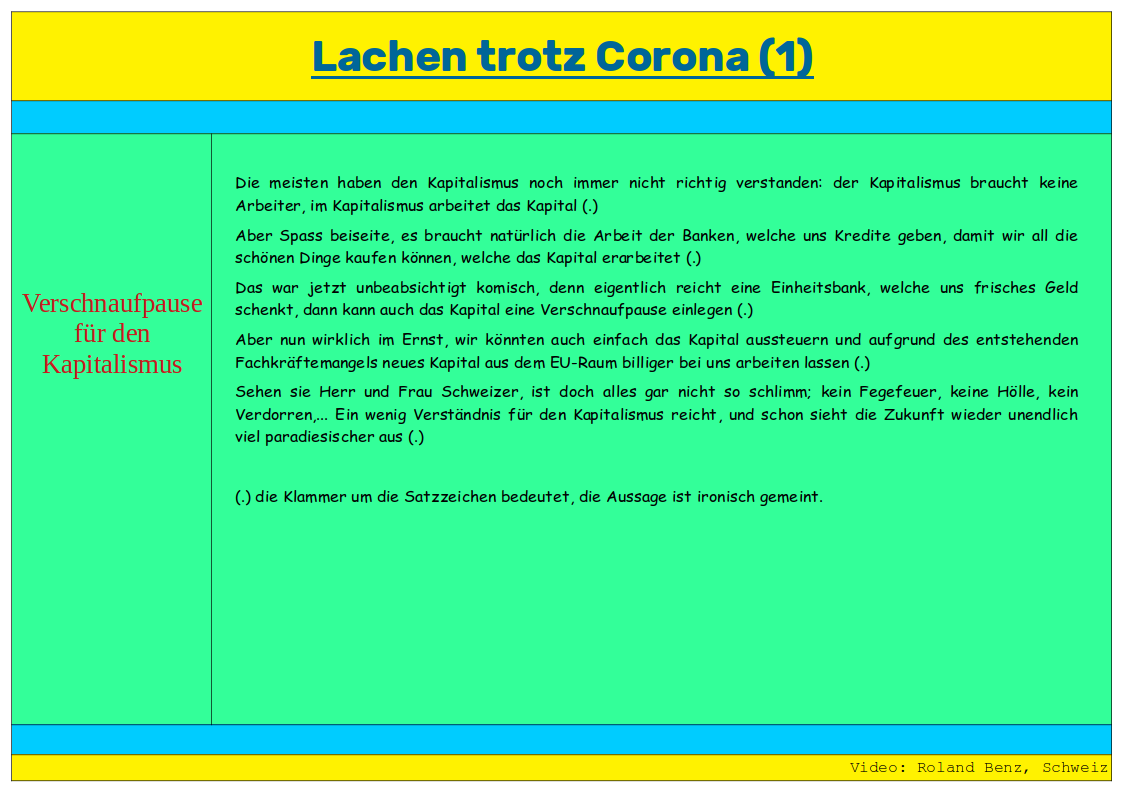 Lachen trotz Corona (1)
Verschnaufpause
für den
Kapitalismus
Die meisten haben den Kapitalismus noch immer nicht richtig verstanden: der Kapitalismus braucht keine
Arbeiter, im Kapitalismus arbeitet das Kapital (.)
Aber Spass beiseite, es braucht natürlich die Arbeit der Banken, welche uns Kredite geben, damit wir all die
schönen Dinge kaufen können, welche das Kapital erarbeitet (.)
Das war jetzt unbeabsichtigt komisch, denn eigentlich reicht eine Einheitsbank, welche uns frisches Geld
schenkt, dann kann auch das Kapital eine Verschnaufpause einlegen (.)
Aber nun wirklich im Ernst, wir könnten auch einfach das Kapital aussteuern und aufgrund des entstehenden
Fachkräftemangels neues Kapital aus dem EU-Raum billiger bei uns arbeiten lassen (.)
Sehen sie Herr und Frau Schweizer, ist doch alles gar nicht so schlimm; kein Fegefeuer, keine Hölle, kein
Verdorren,... Ein wenig Verständnis für den Kapitalismus reicht, und schon sieht die Zukunft wieder unendlich
viel paradiesischer aus (.)
(.) die Klammer um die Satzzeichen bedeutet, die Aussage ist ironisch gemeint.
Video: Roland Benz, Schweiz